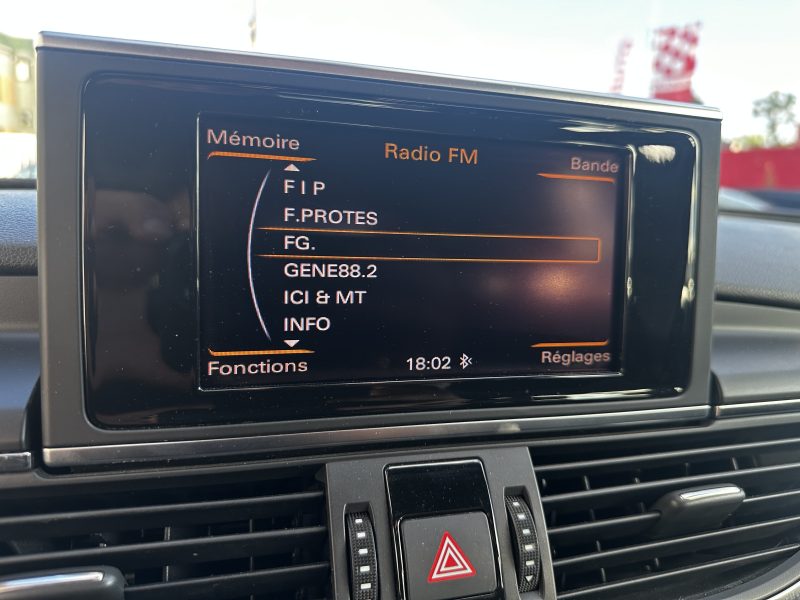 Mémoire
Radio FM
Bande
F I P
F.PROTES
FG.
GENE88.2
ICI & MT
INFO
Fonctions
18:02
Réglages